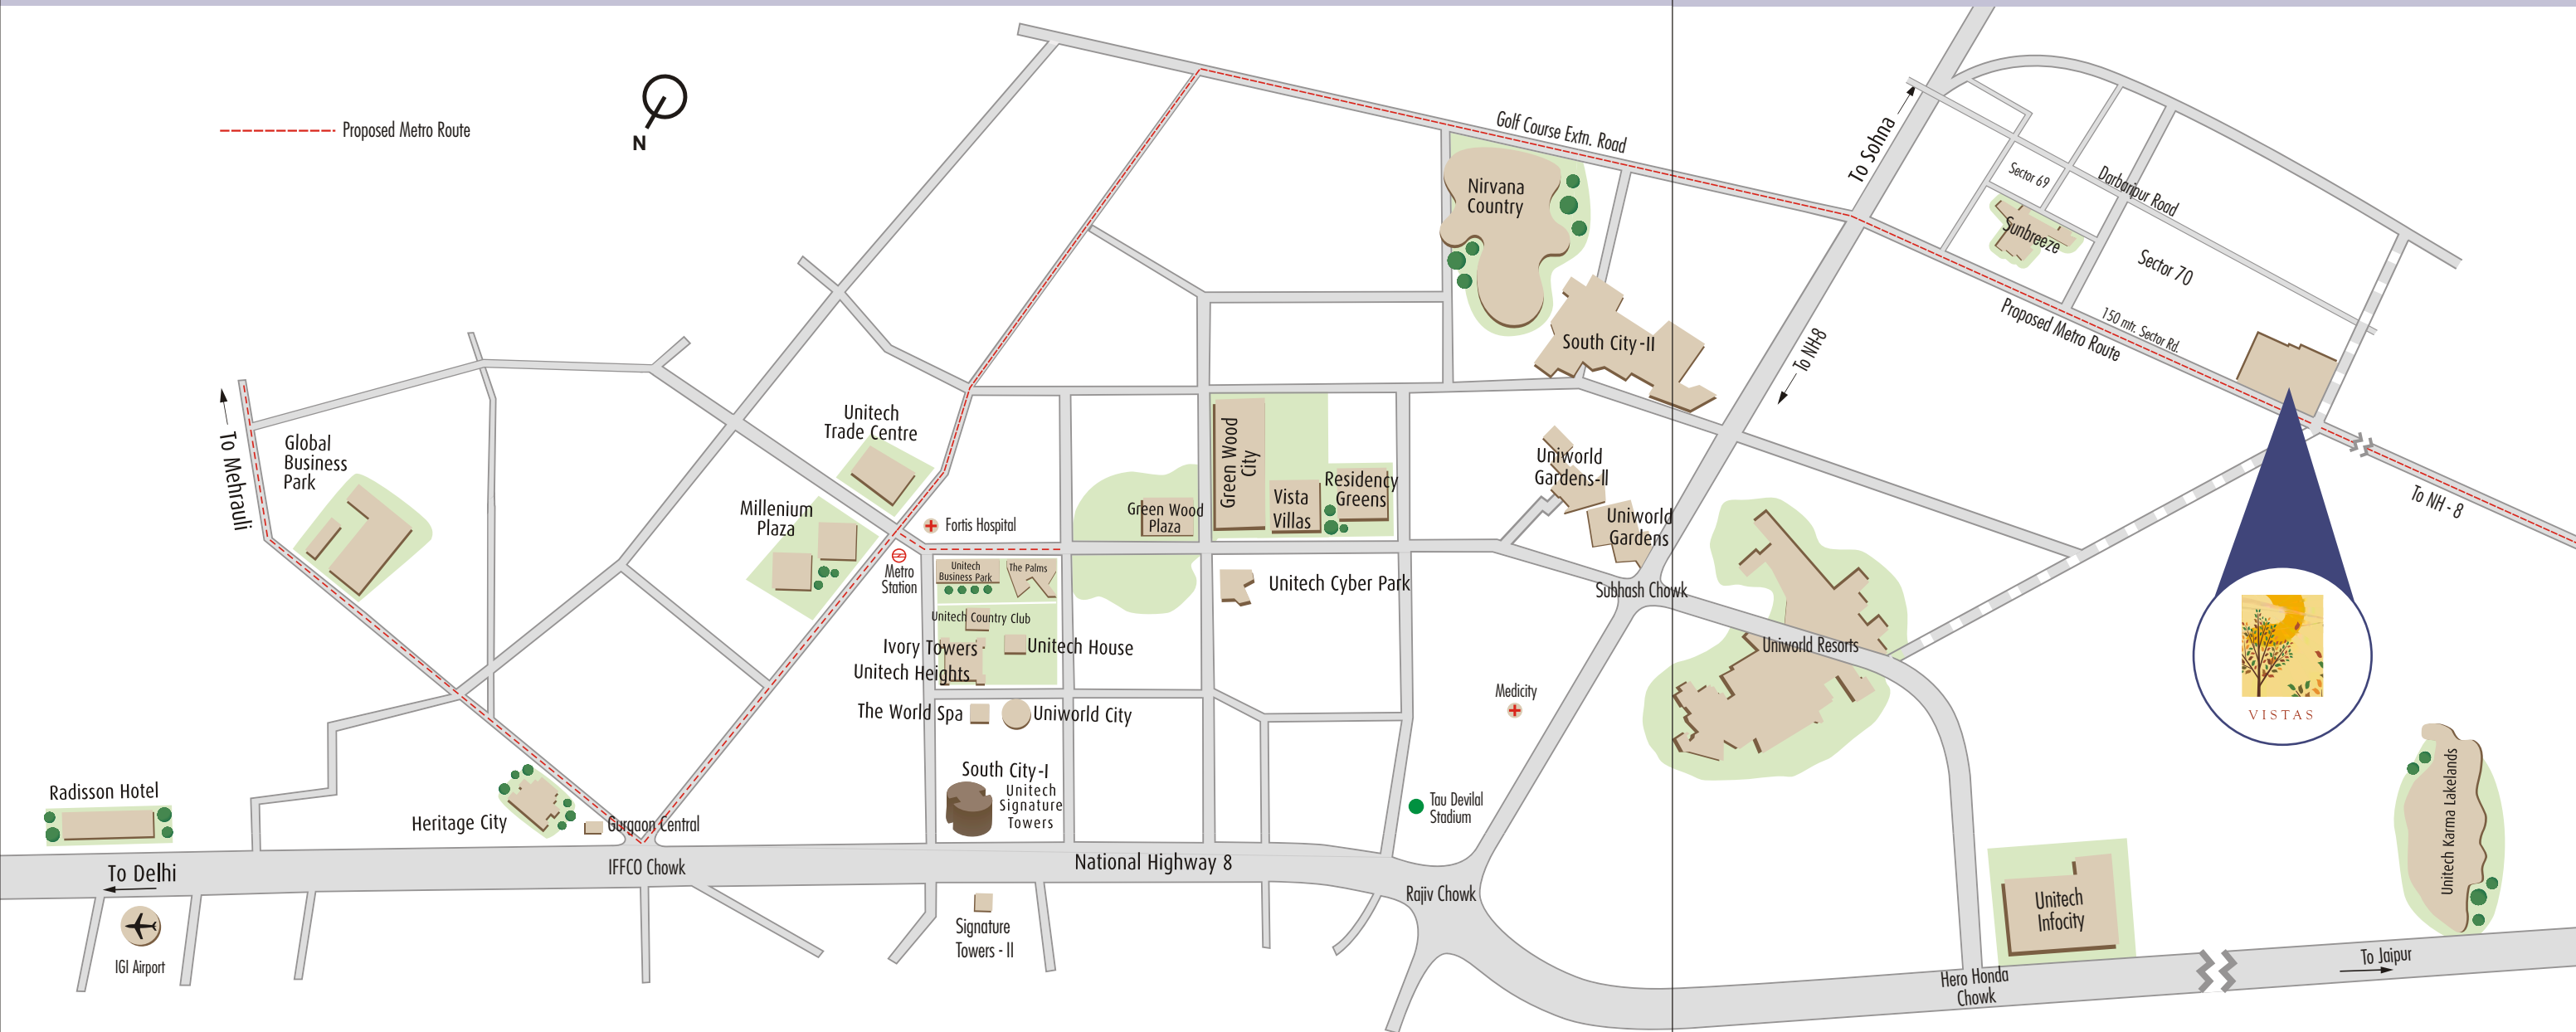 Proposed Metro Route
N
Golf Course Extn. Road
To Sohna
Sector 69
Darbaripur Road
Sunbreeze
Sector 70
150 mtr. Sector Rd.
Proposed Metro Route
To NH - 8
To NH-8
Nirvana
Country
South City-II
To Mehrauli
Global
Business
Park
Unitech
Trade Centre
Millenium
Plaza
Fortis Hospital
Metro
Station
Green Wood
Plaza
Green Wood
City
Vista
Villas
Residency
Greens
Uniworld
Gardens-II
Uniworld
Gardens
Unitech
Business Park
The Palms
Unitech Country Club
Ivory Towers
Unitech House
Unitech Heights
The World Spa
Uniworld City
Unitech Cyber Park
Subhash Chowk
Uniworld Resorts
Medicity
VISTAS
South City-I
Unitech
Signature
Towers
Tau Devilal
Stadium
Radisson Hotel
Heritage City
Gurgaon Central
To Delhi
IFFCO Chowk
National Highway 8
Rajiv Chowk
IGI Airport
Signature
Towers - II
Unitech
Infocity
Unitech Karma Lakelands
Hero Honda
Chowk
To Jaipur